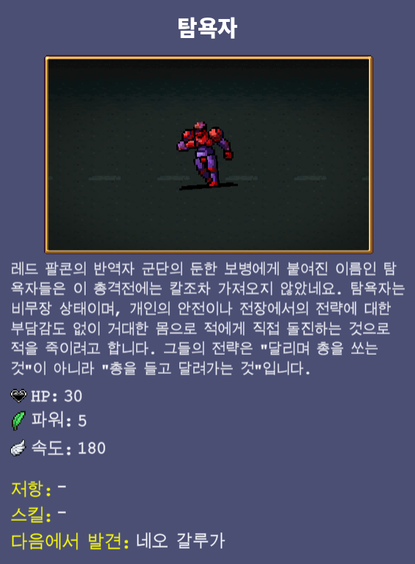 탐욕자
레드 팔콘의 반역자 군단의 둔한 보병에게 붙여진 이름인 탐
욕자들은 이 총격전에는 칼조차 가져오지 않았네요. 탐욕자는
비무장 상태이며, 개인의 안전이나 전장에서의 전략에 대한
부담감도 없이 거대한 몸으로 적에게 직접 돌진하는 것으로
적을 죽이려고 합니다. 그들의 전략은 "달리며 총을 쏘는
것"이 아니라 "총을 들고 달려가는 것"입니다.
HP: 30
파워: 5
속도: 180
저항: -
스킬: -
다음에서 발견: 네오 갈루가